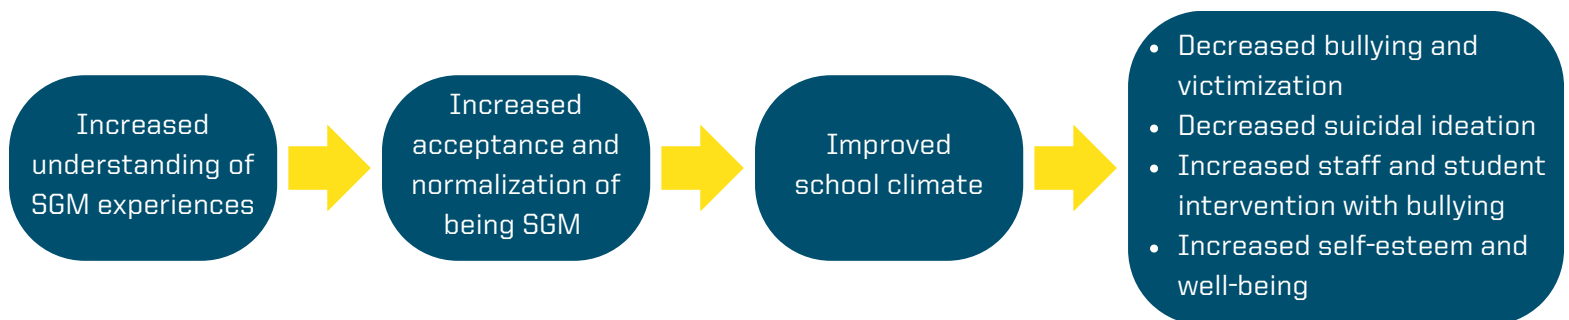 Increased
understanding of
SGM experiences
Increased
acceptance and
normalization of
being SGM
Improved
school climate
• Decreased bullying and
victimization
• Decreased suicidal ideation
• Increased staff and student
intervention with bullying
• Increased self-esteem and
well-being